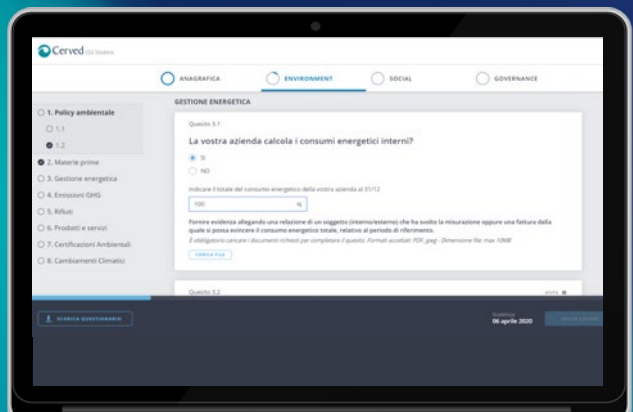 Cerved ESG Solutions
ANAGRAFICA
ENVIRONMENT
SOCIAL
GOVERNANCE
1. Policy ambientale
1.1
1.2
2. Materie prime
3. Gestione energetica
4. Emissioni GHG
5. Rifiuti
6. Prodotti e servizi
7. Certificazioni Ambientali
8. Cambiamenti Climatici
GESTIONE ENERGETICA
Quesito 3.1
La vostra azienda calcola i consumi energetici interni?
SI
NO
Indicare il totale del consumo energetico della vostra azienda al 31/12
100
Fornire evidenza allegando una relazione di un soggetto (interno/esterno) che ha svolto la misurazione oppure una fattura dalla
quale si possa evincere il consumo energetico totale, relativo al periodo di riferimento.
È obbligatorio caricare i documenti richiesti per completare il quesito. Formati accettati: PDF, jpeg - Dimensione file: max 10MB
CARICA FILE
Quesito 3.2
SCARICA QUESTIONARIO
Scadenza
06 aprile 2020